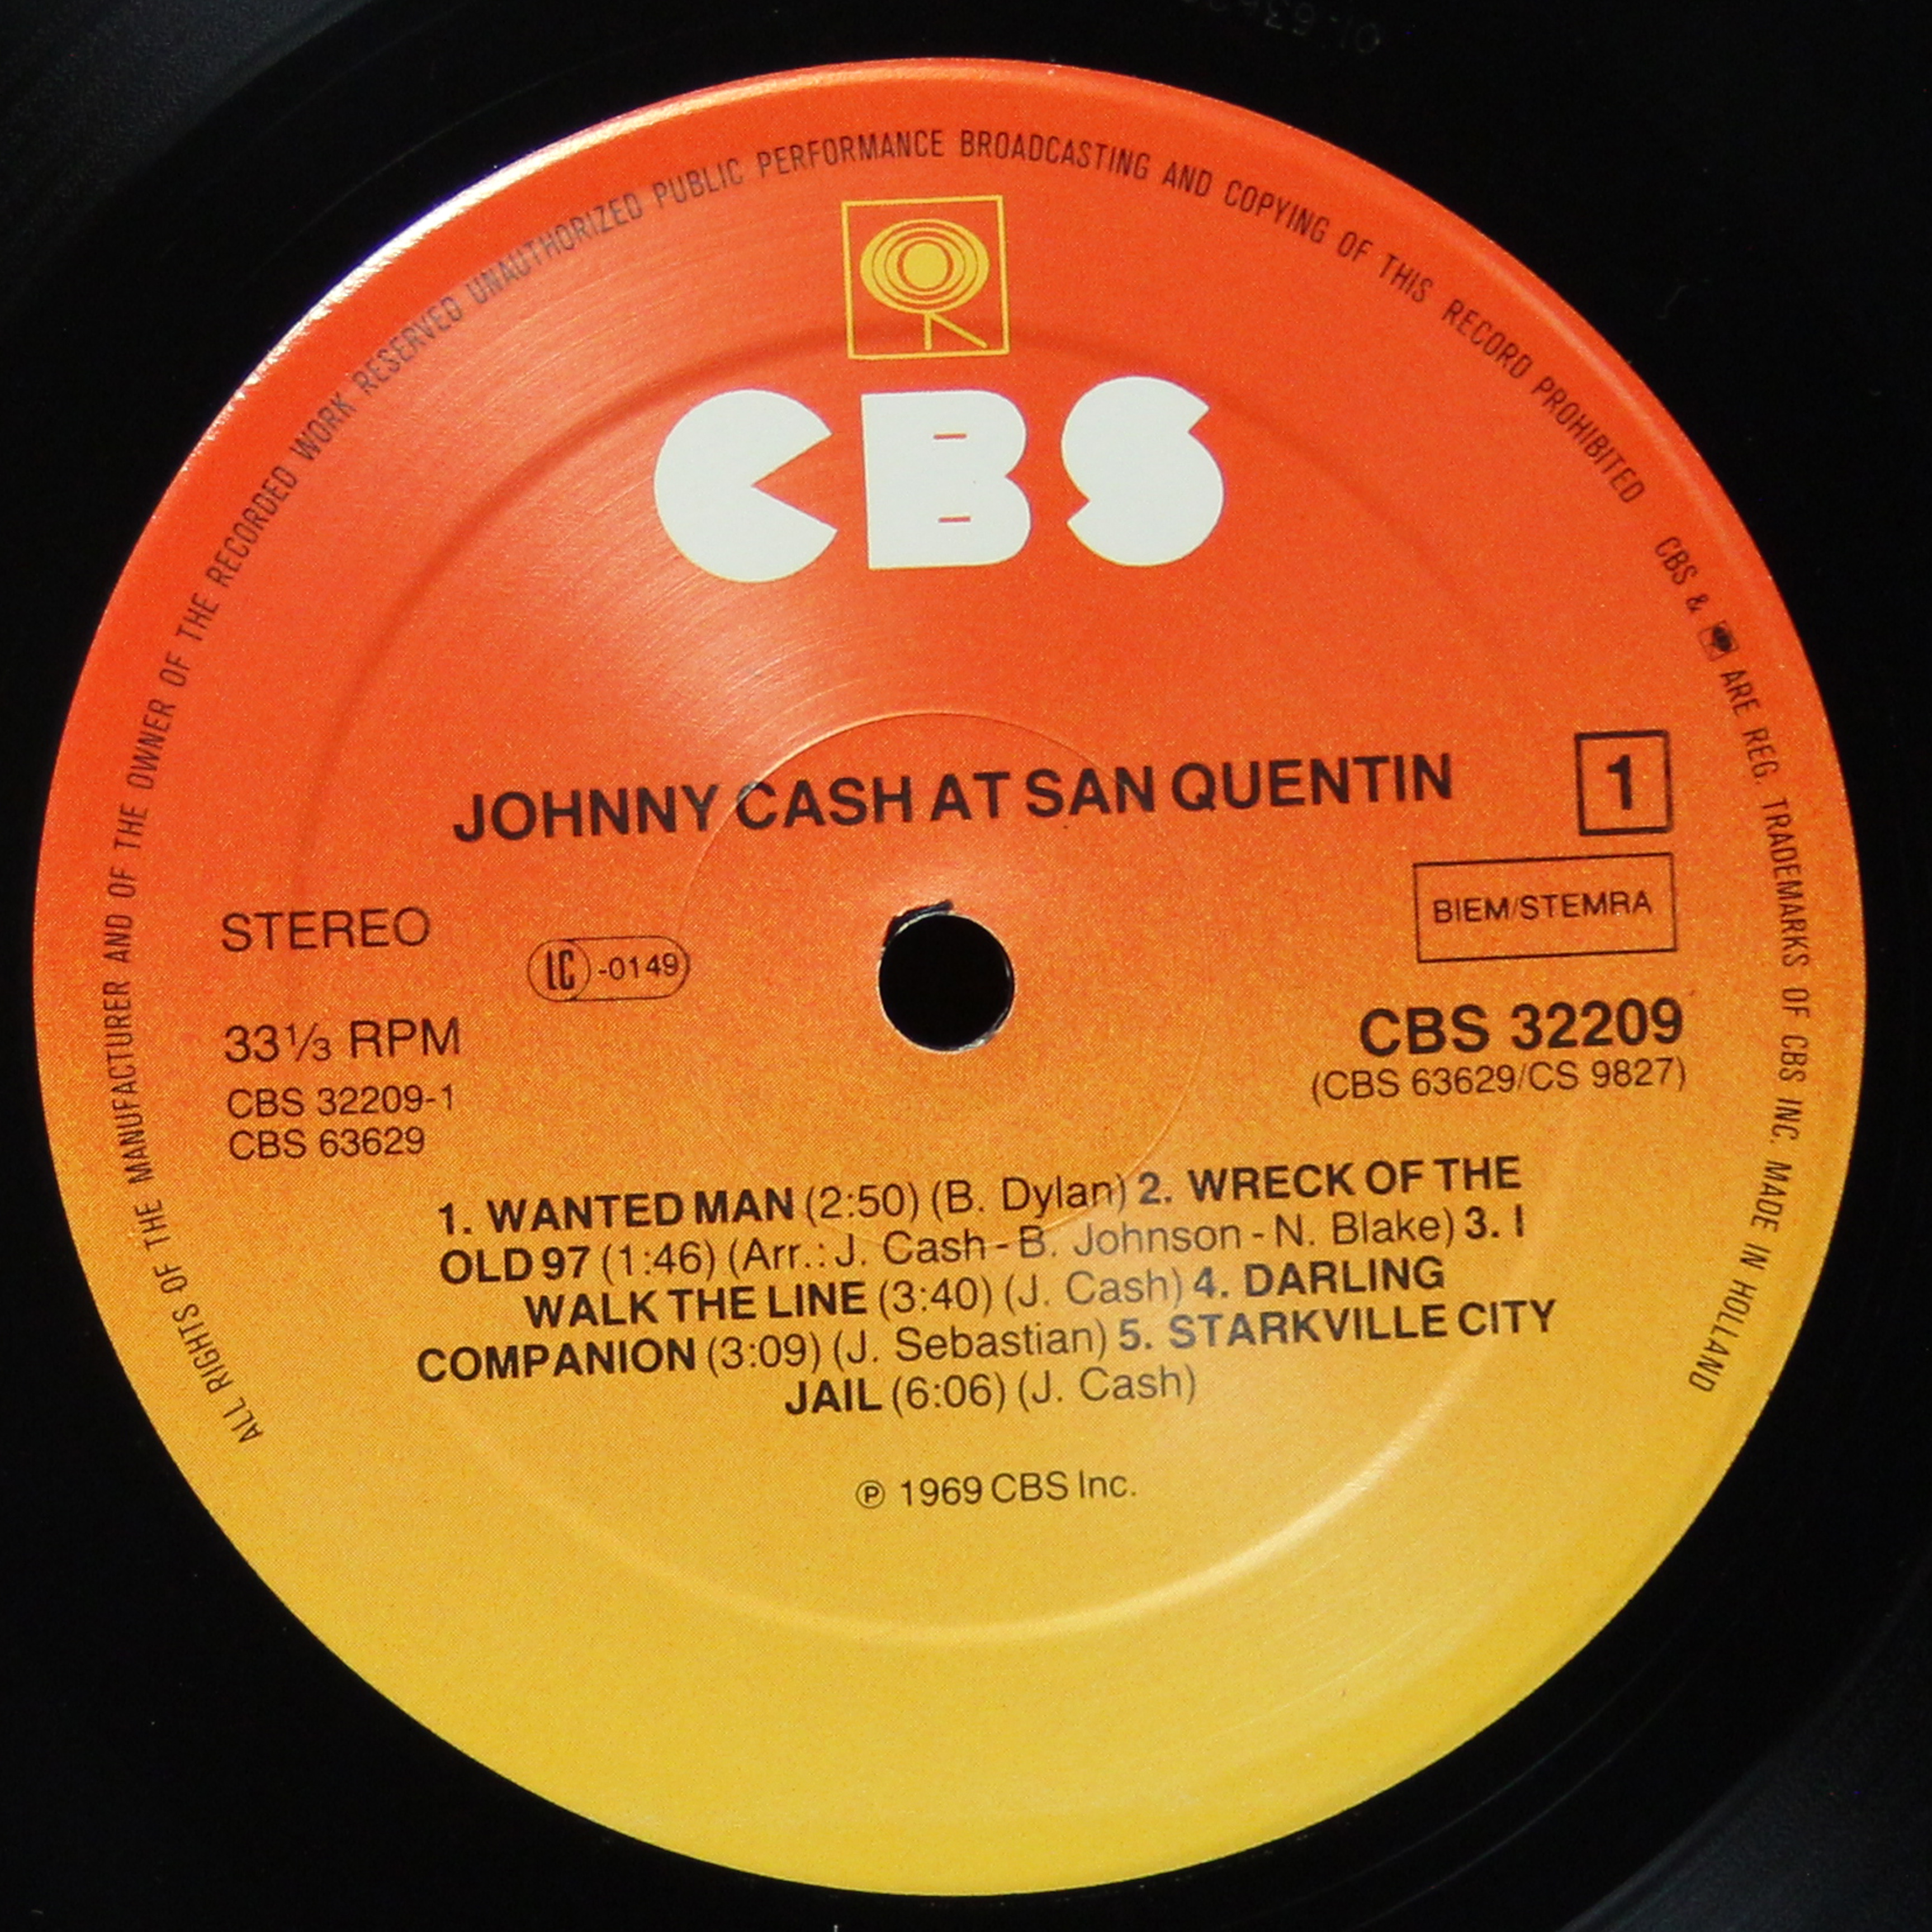 ALL RIGHTS OF THE MANUFACTURER AND OF THE OWNER OF THE RECORDED WORK RESERVED UNAUTHORIZED PUBLIC PERFORMANCE BROADCASTING AND COPYING OF THIS RECORD PROHIBITED CBS & ARE REG. TRADEMARKS OF CBS INC. MADE IN HOLLAND
CBS
JOHNNY CASH AT SAN QUENTIN
1
STEREO
LC -0149
BIEM/STEMRA
33⅓ RPM
CBS 32209-1
CBS 63629
CBS 32209
(CBS 63629/CS 9827)
1. WANTED MAN (2:50) (B. Dylan) 2. WRECK OF THE
OLD 97 (1:46) (Arr.: J. Cash - B. Johnson - N. Blake) 3. I
WALK THE LINE (3:40) (J. Cash) 4. DARLING
COMPANION (3:09) (J. Sebastian) 5. STARKVILLE CITY
JAIL (6:06) (J. Cash)
℗ 1969 CBS Inc.